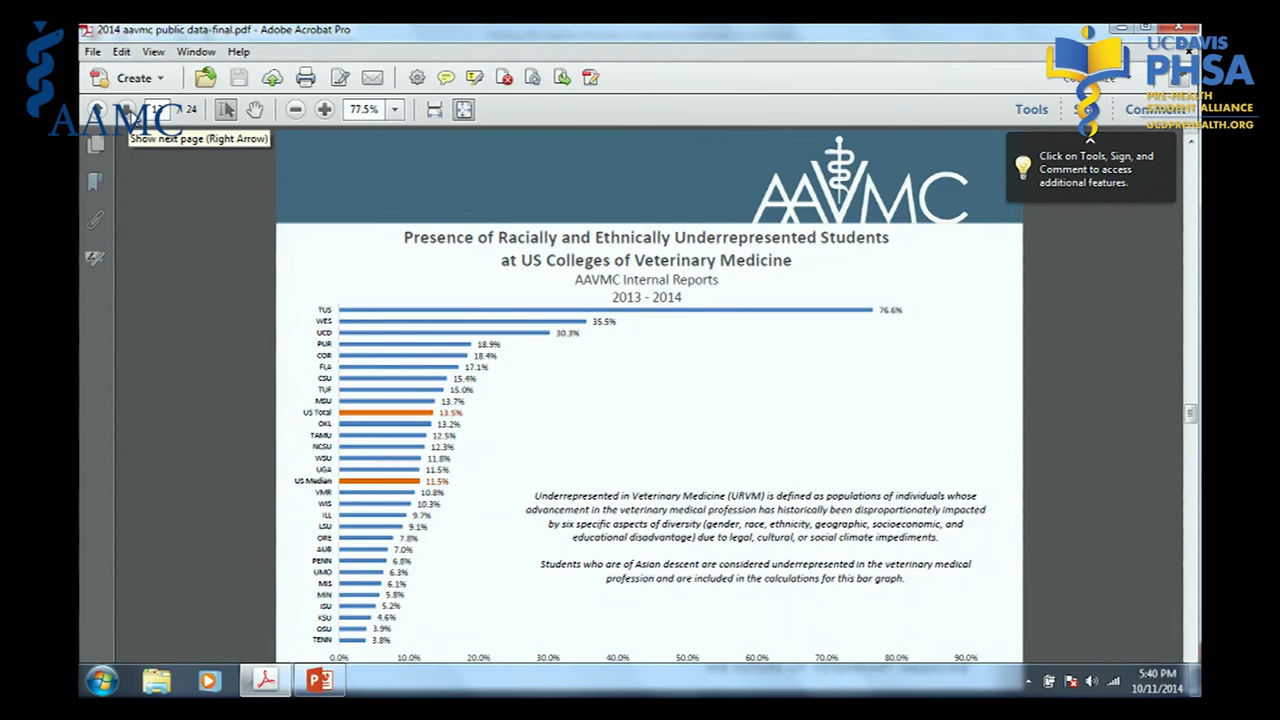 2014 aavmc public data-final.pdf - Adobe Acrobat Pro
File Edit View Window Help
Create
/ 24
77.5%
Tools
AAMC
Show next page (Right Arrow)
UCDAVIS
PHSA
PRE-HEALTH
STUDENT ALLIANCE
UCDPREHEALTH.ORG
Click on Tools, Sign, and
Comment to access
additional features.
AAVMC
Presence of Racially and Ethnically Underrepresented Students
at US Colleges of Veterinary Medicine
AAVMC Internal Reports
2013 - 2014
TUS 76.6%
WES 35.5%
UCD 30.3%
PUR 18.9%
COR 18.4%
FLA 17.1%
CSU 15.4%
TUF 15.0%
MSU 13.7%
US Total 13.5%
OKL 13.2%
TAMU 12.5%
NCSU 12.3%
WSU 11.8%
UGA 11.5%
US Median 11.5%
VMR 10.8%
WIS 10.3%
ILL 9.7%
LSU 9.1%
ORE 7.8%
AUB 7.0%
PENN 6.8%
UMO 6.3%
MIS 6.1%
MIN 5.8%
ISU 5.2%
KSU 4.6%
OSU 3.9%
TENN 3.8%
0.0% 10.0% 20.0% 30.0% 40.0% 50.0% 60.0% 70.0% 80.0% 90.0%
Underrepresented in Veterinary Medicine (URVM) is defined as populations of individuals whose
advancement in the veterinary medical profession has historically been disproportionately impacted
by six specific aspects of diversity (gender, race, ethnicity, geographic, socioeconomic, and
educational disadvantage) due to legal, cultural, or social climate impediments.
Students who are of Asian descent are considered underrepresented in the veterinary medical
profession and are included in the calculations for this bar graph.
5:40 PM
10/11/2014